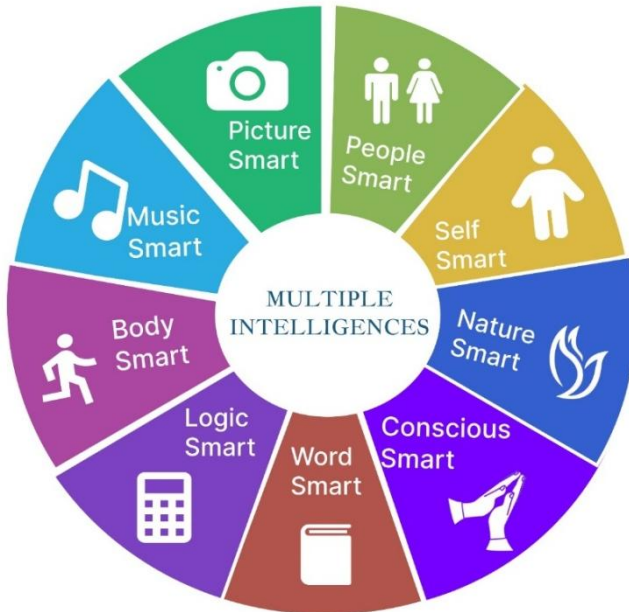 Picture
Smart
People
Smart
Self
Smart
Nature
Smart
Conscious
Smart
Word
Smart
Logic
Smart
Body
Smart
Music
Smart
MULTIPLE
INTELLIGENCES